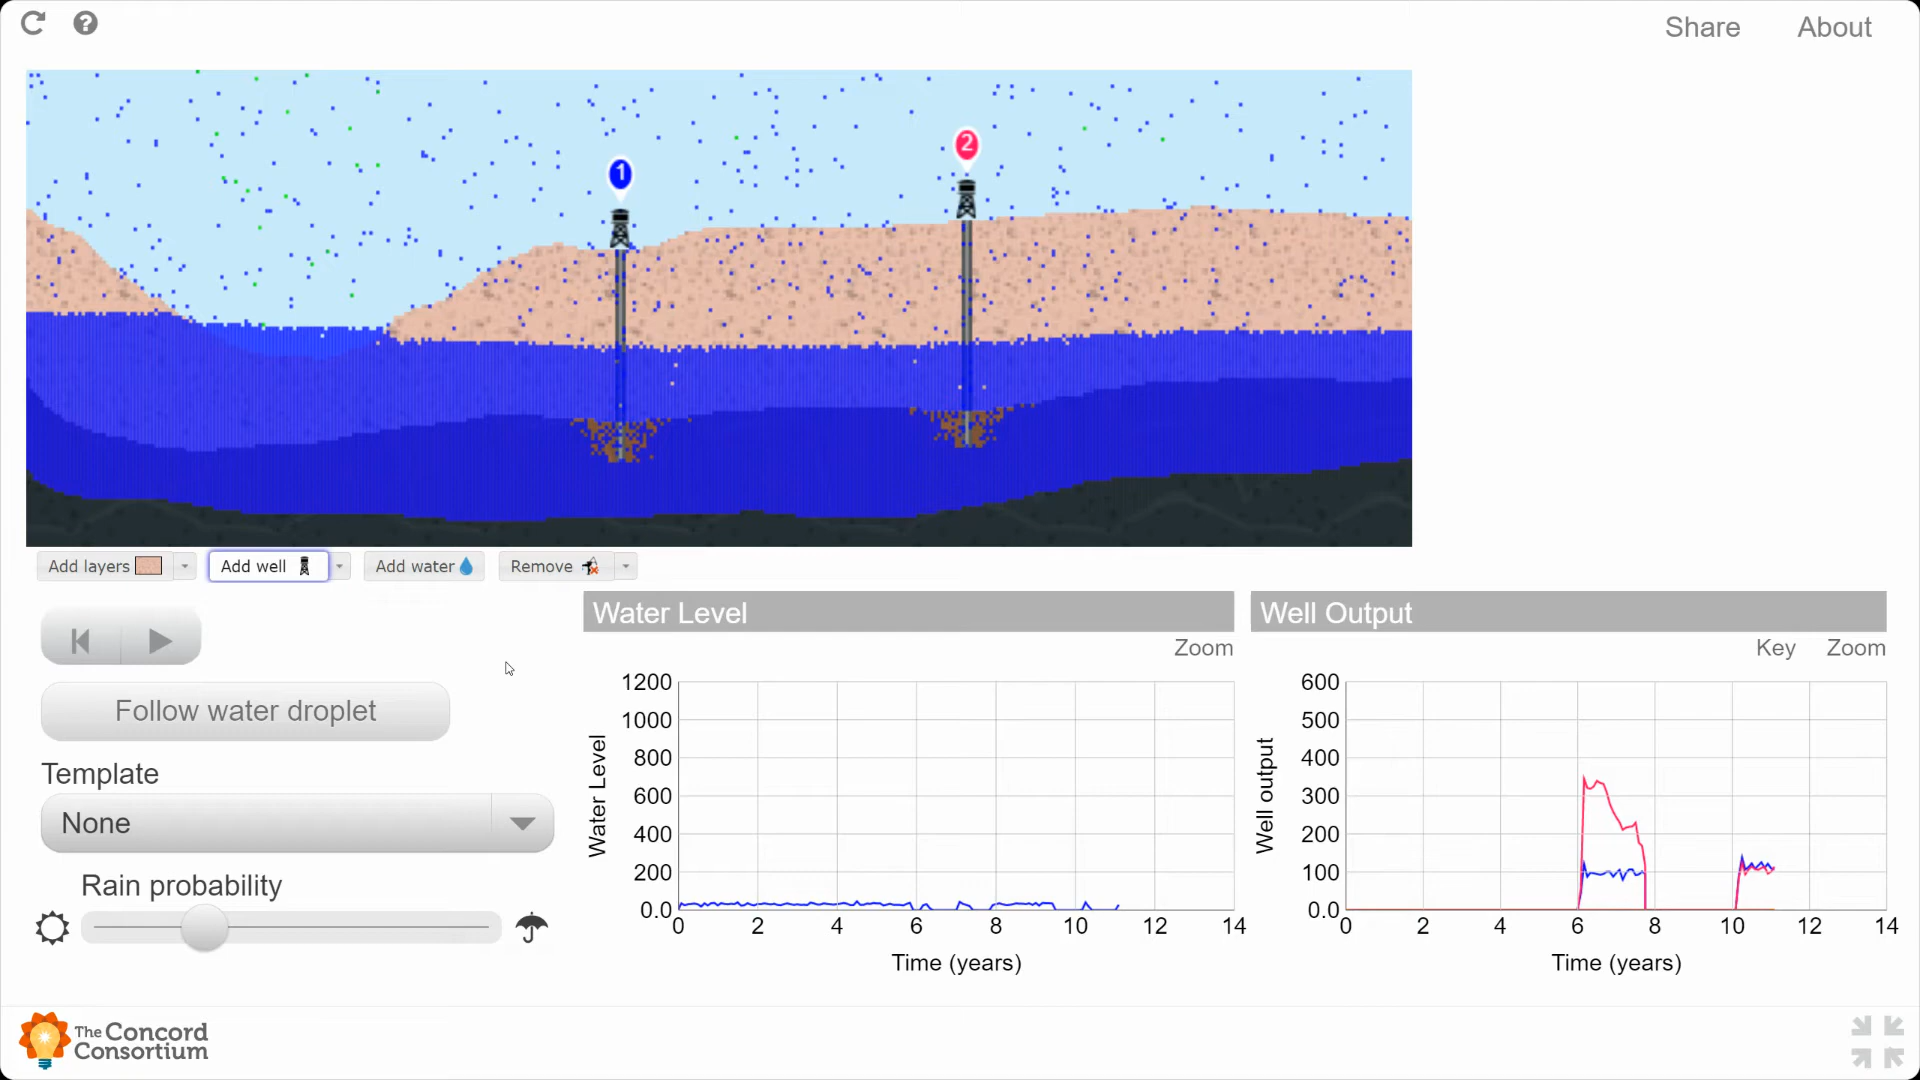 Share About
1
2
Add layers Add well Add water Remove
Water Level
Well Output
Zoom
Key Zoom
Follow water droplet
Template
None
Rain probability
1200
1000
800
600
400
200
0.0
Water Level
0 2 4 6 8 10 12 14
Time (years)
600
500
400
300
200
100
0.0
Well output
0 2 4 6 8 10 12 14
Time (years)
The Concord
Consortium